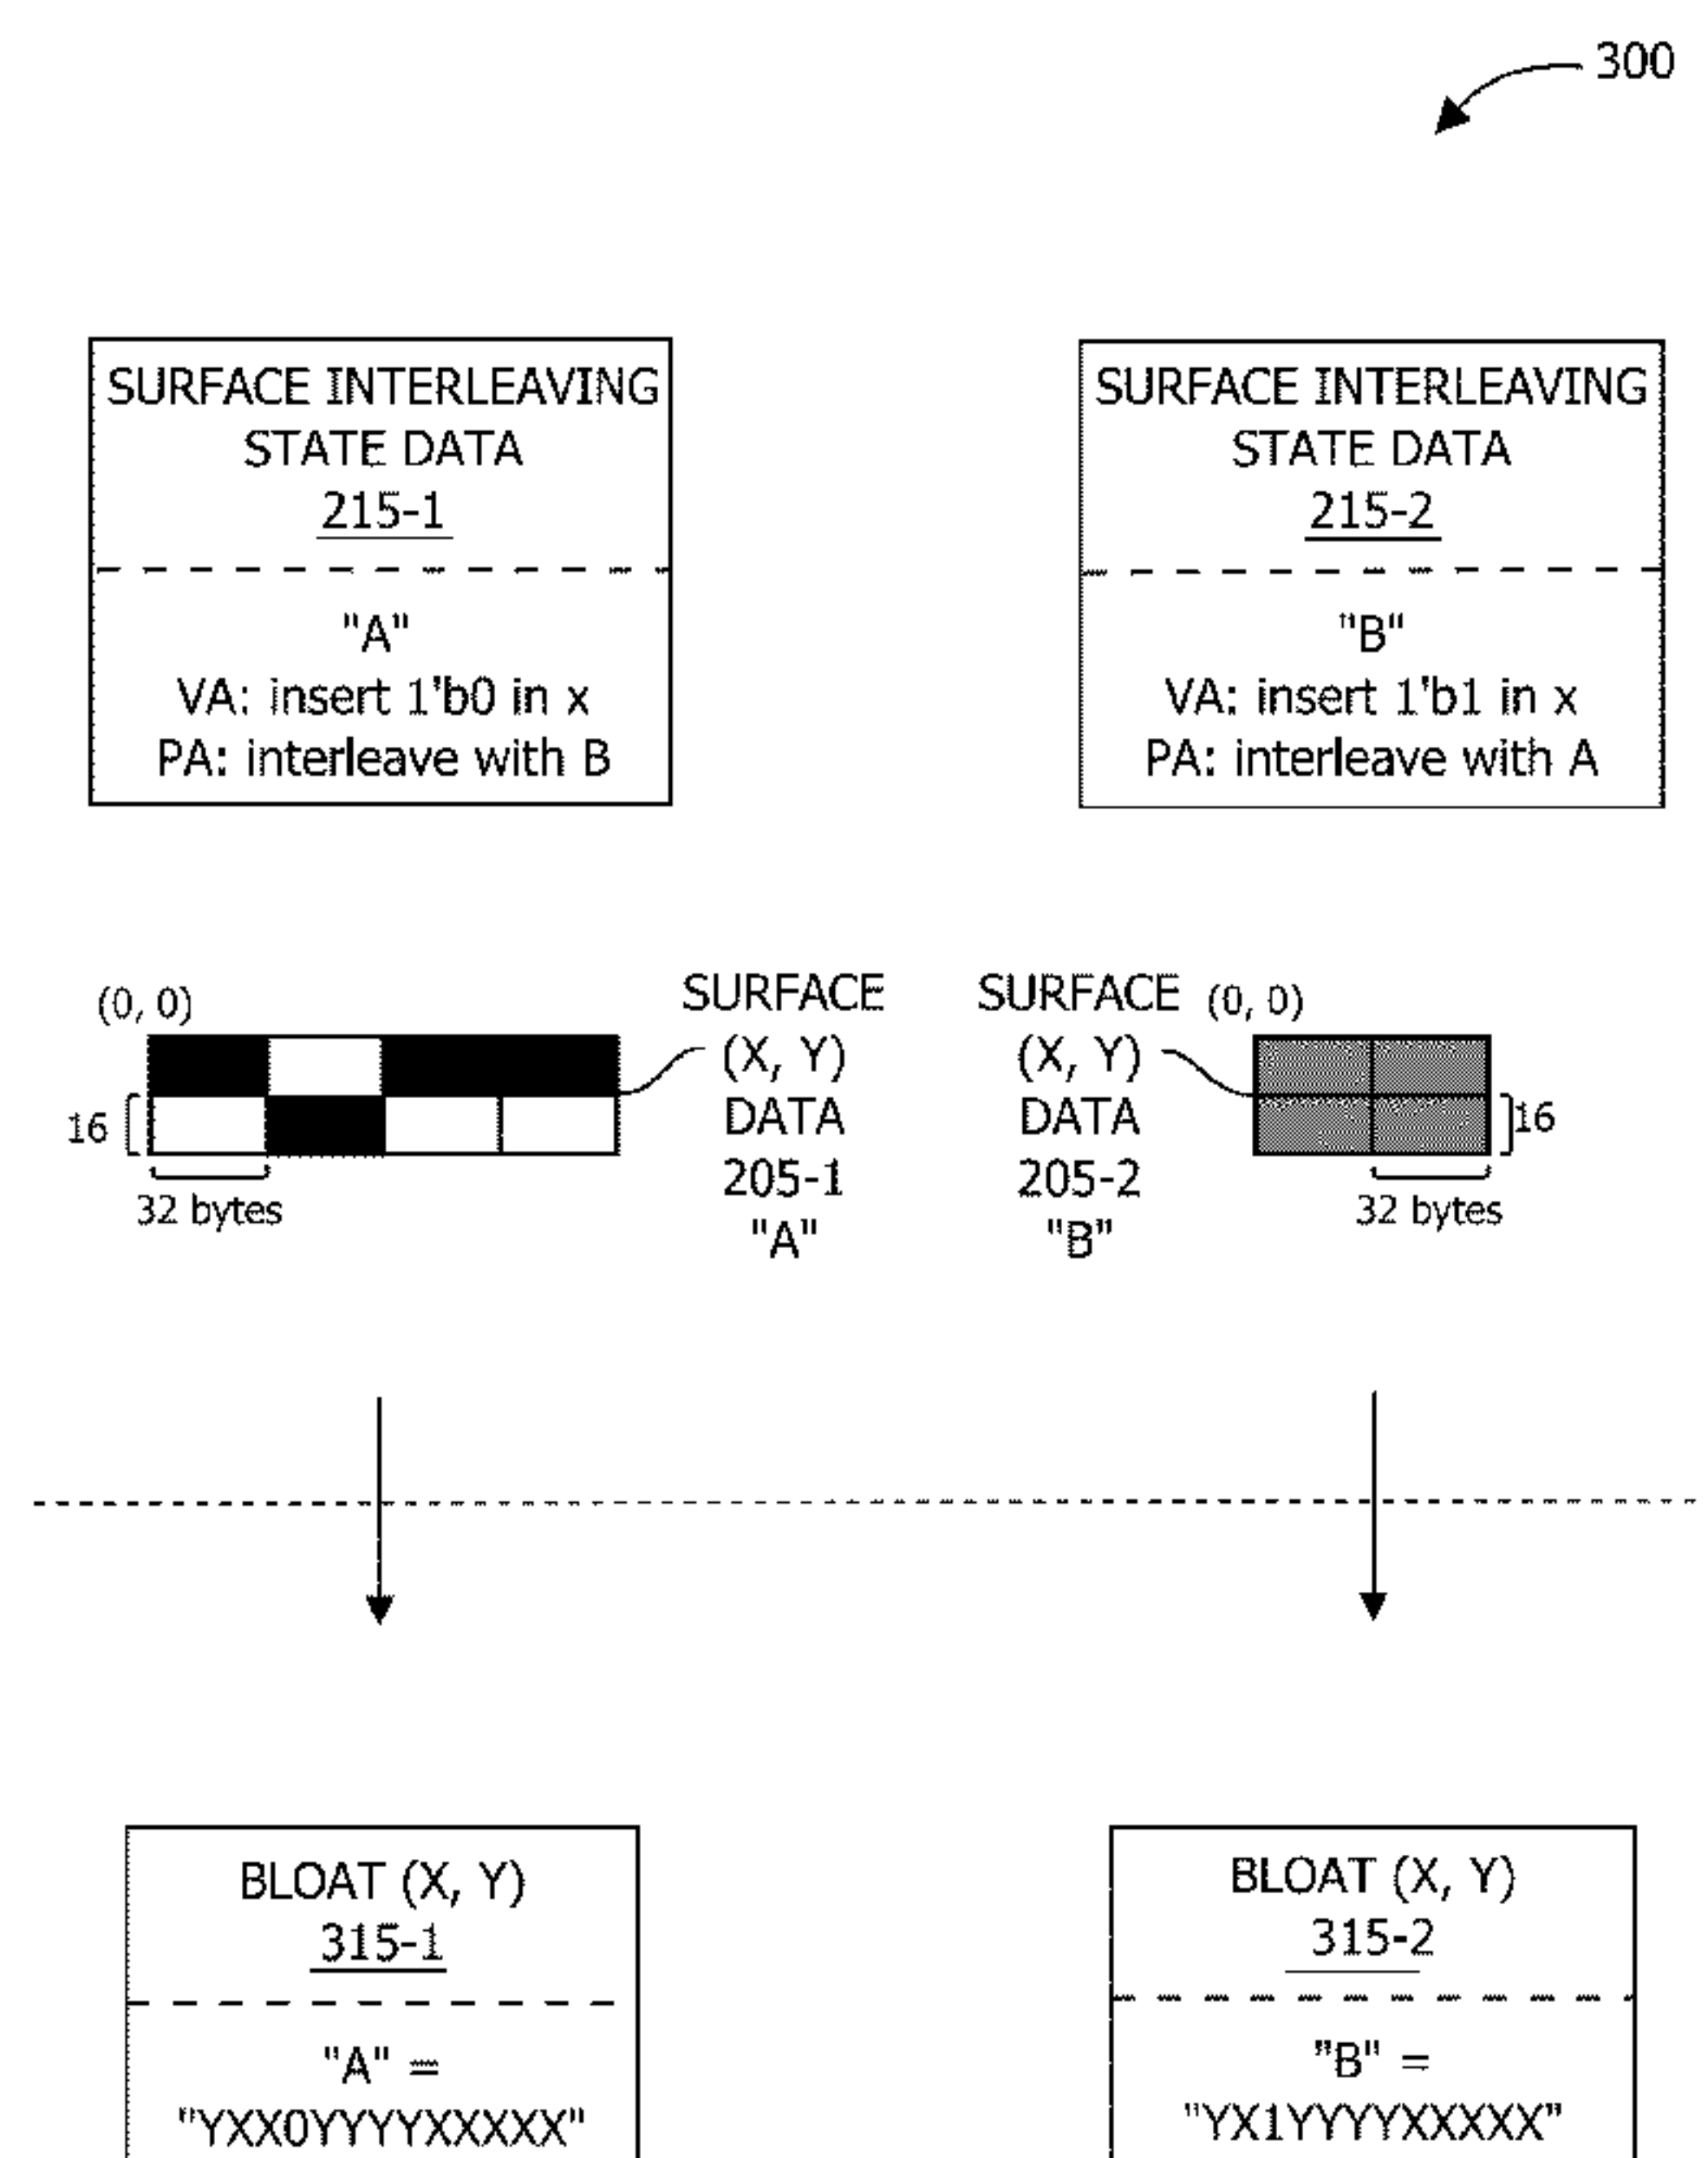 300
SURFACE INTERLEAVING
STATE DATA
215-1
"A"
VA: insert 1'b0 in x
PA: interleave with B
SURFACE INTERLEAVING
STATE DATA
215-2
"B"
VA: insert 1'b1 in x
PA: interleave with A
(0, 0)
16
32 bytes
SURFACE
(X, Y)
DATA
205-1
"A"
SURFACE
(X, Y)
DATA
205-2
"B"
(0, 0)
16
32 bytes
BLOAT (X, Y)
315-1
"A" =
"YXX0YYYYXXXXX"
BLOAT (X, Y)
315-2
"B" =
"YX1YYYYXXXXX"